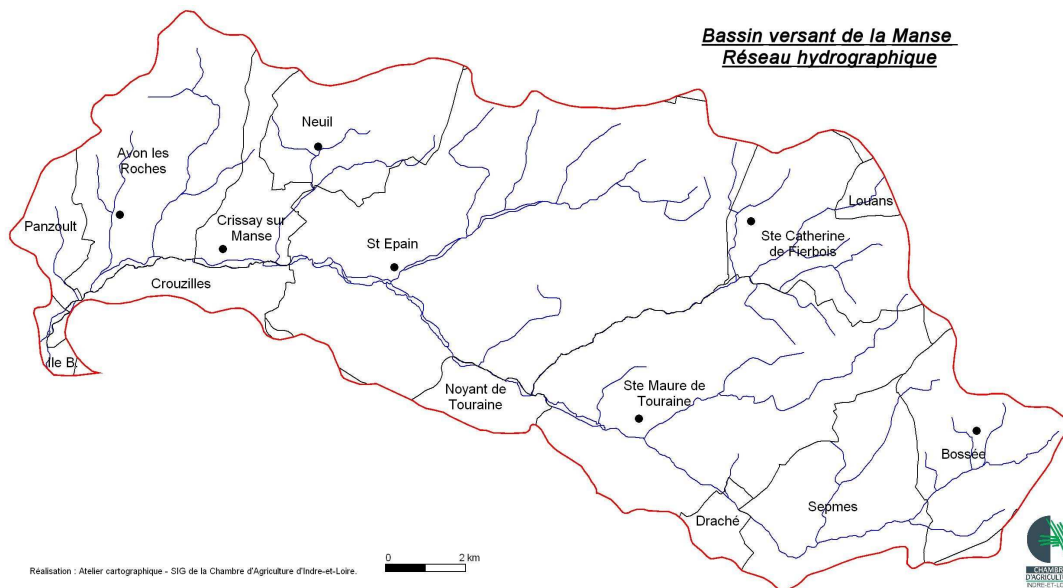 Bassin versant de la Manse
Réseau hydrographique
Neuil
Avon les
Roches
Louans
Panzoult
Crissay sur
Manse
St Epain
Ste Catherine
de Fierbois
Crouzilles
Ile B.
Noyant de
Touraine
Ste Maure de
Touraine
Bossée
Sepmes
Draché
0 2 km
Réalisation : Atelier cartographique - SIG de la Chambre d'Agriculture d'Indre-et-Loire.